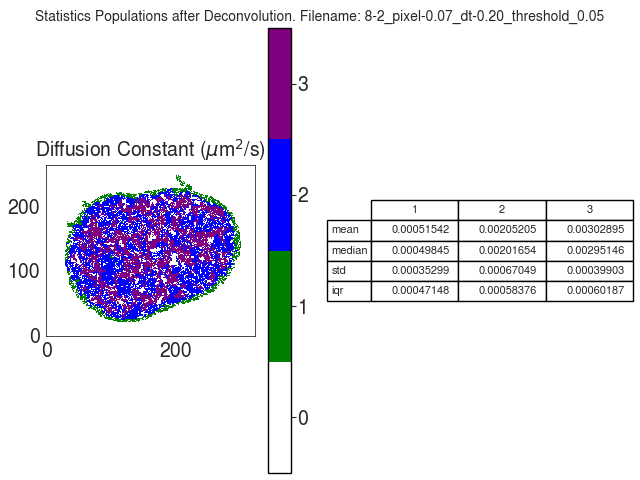 Statistics Populations after Deconvolution. Filename: 8-2_pixel-0.07_dt-0.20_threshold_0.05
Diffusion Constant (μm²/s)
200
100
0
0 200
3
2
1
0
1 2 3
mean 0.00051542 0.00205205 0.00302895
median 0.00049845 0.00201654 0.00295146
std 0.00035299 0.00067049 0.00039903
iqr 0.00047148 0.00058376 0.00060187